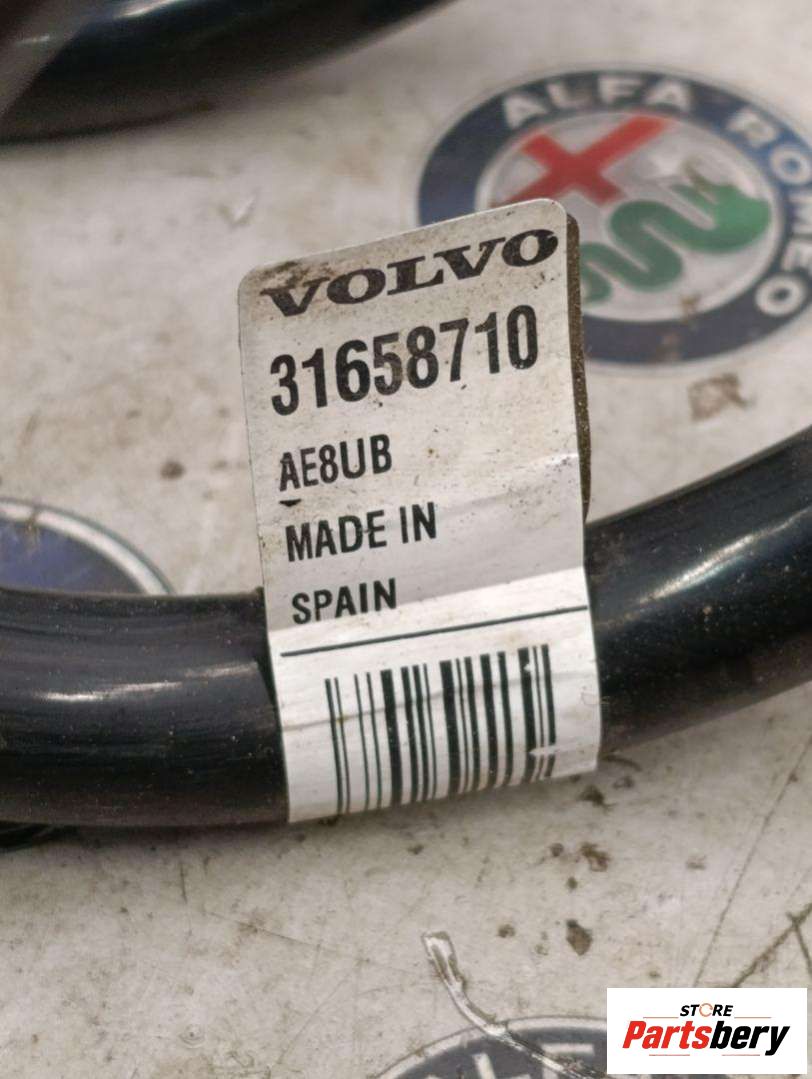 ALFA ROMEO
VOLVO
31658710
AE8UB
MADE IN
SPAIN
STORE
Partsbery